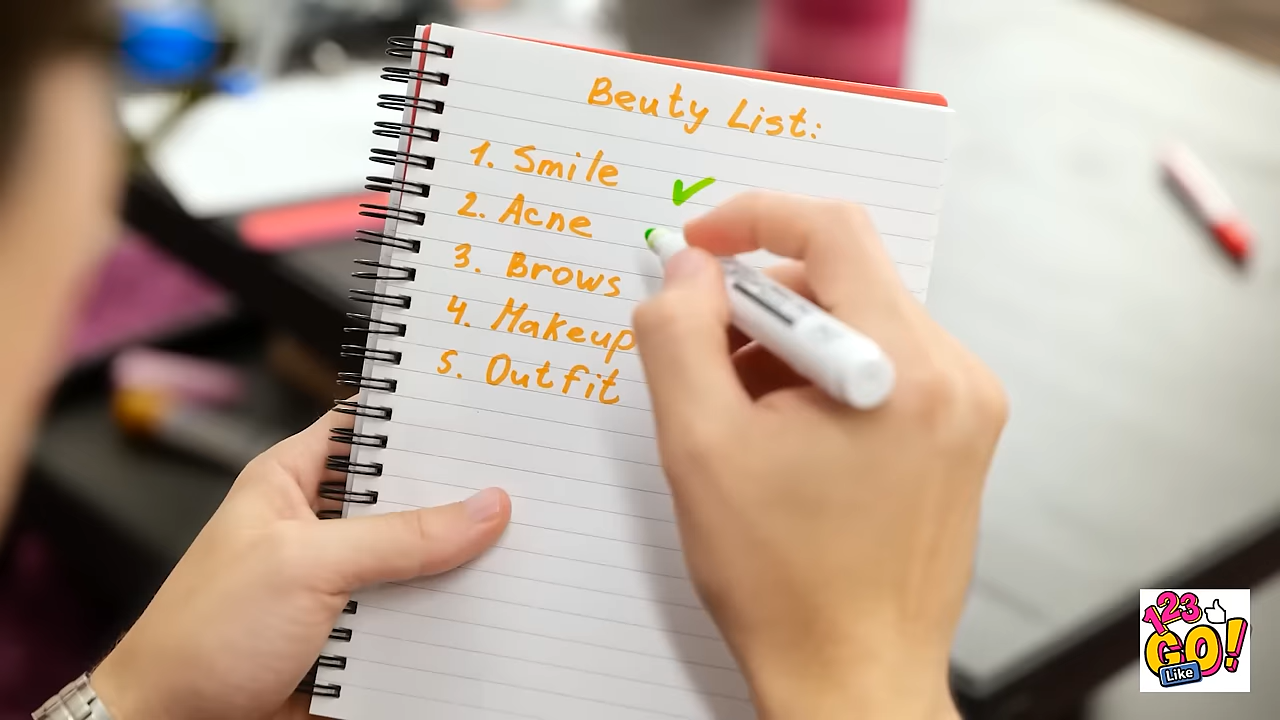 Beuty List:
1. Smile ✓
2. Acne
3. Brows
4. Makeup
5. Outfit
123
GO!
Like